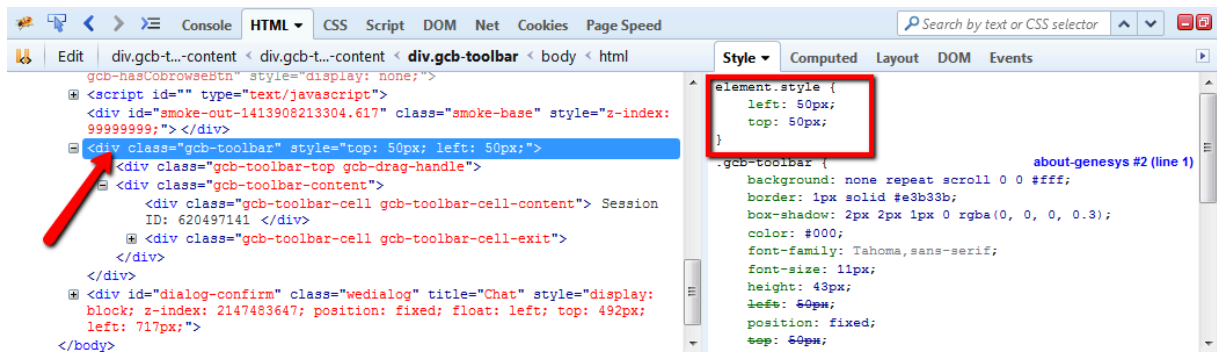 Console HTML CSS Script DOM Net Cookies Page Speed Search by text or CSS selector
Edit div.gcb-t...-content < div.gcb-t...-content < div.gcb-toolbar < body < html
gcb-hasCobrowseBtn" style="display: none;">
<script id="" type="text/javascript">
<div id="smoke-out-1413908213304.617" class="smoke-base" style="z-index:
99999999;"> </div>
<div class="gcb-toolbar" style="top: 50px; left: 50px;">
<div class="gcb-toolbar-top gcb-drag-handle">
<div class="gcb-toolbar-content">
<div class="gcb-toolbar-cell gcb-toolbar-cell-content"> Session
ID: 620497141 </div>
<div class="gcb-toolbar-cell gcb-toolbar-cell-exit">
</div>
</div>
<div id="dialog-confirm" class="wedialog" title="Chat" style="display:
block; z-index: 2147483647; position: fixed; float: left; top: 492px;
left: 717px;">
</body>
Style Computed Layout DOM Events
element.style {
left: 50px;
top: 50px;
}
.gcb-toolbar { about-genesys #2 (line 1)
background: none repeat scroll 0 0 #fff;
border: 1px solid #e3b33b;
box-shadow: 2px 2px 1px 0 rgba(0, 0, 0, 0.3);
color: #000;
font-family: Tahoma,sans-serif;
font-size: 11px;
height: 43px;
left: 50px;
position: fixed;
top: 50px;